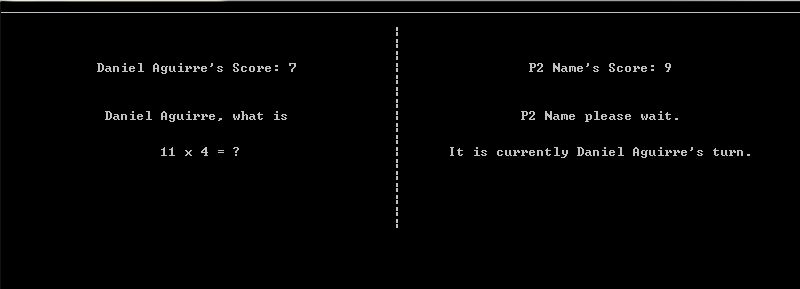 Daniel Aguirre's Score: 7
Daniel Aguirre, what is
11 x 4 = ?
P2 Name's Score: 9
P2 Name please wait.
It is currently Daniel Aguirre's turn.